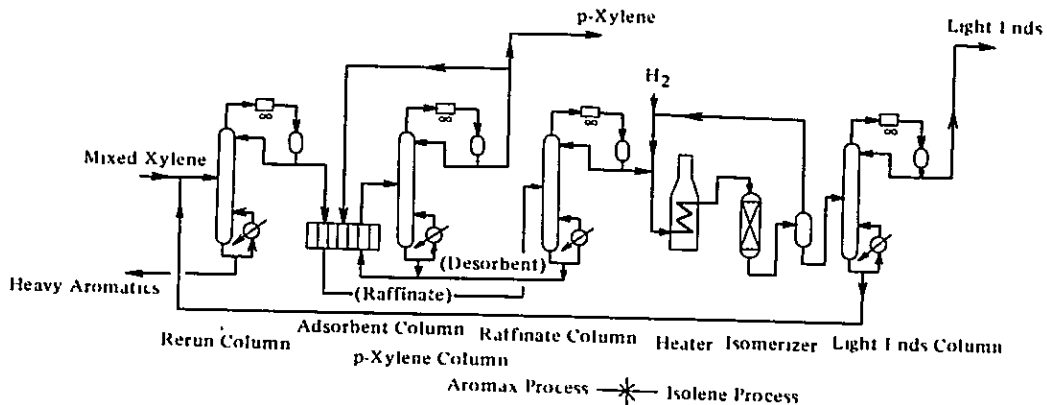 p-Xylene
Light Ends
H2
Mixed Xylene
(Desorbent)
Heavy Aromatics
(Raffinate)
Rerun Column
Adsorbent Column
p-Xylene Column
Raffinate Column
Heater
Isomerizer
Light Ends Column
Aromax Process
Isolene Process